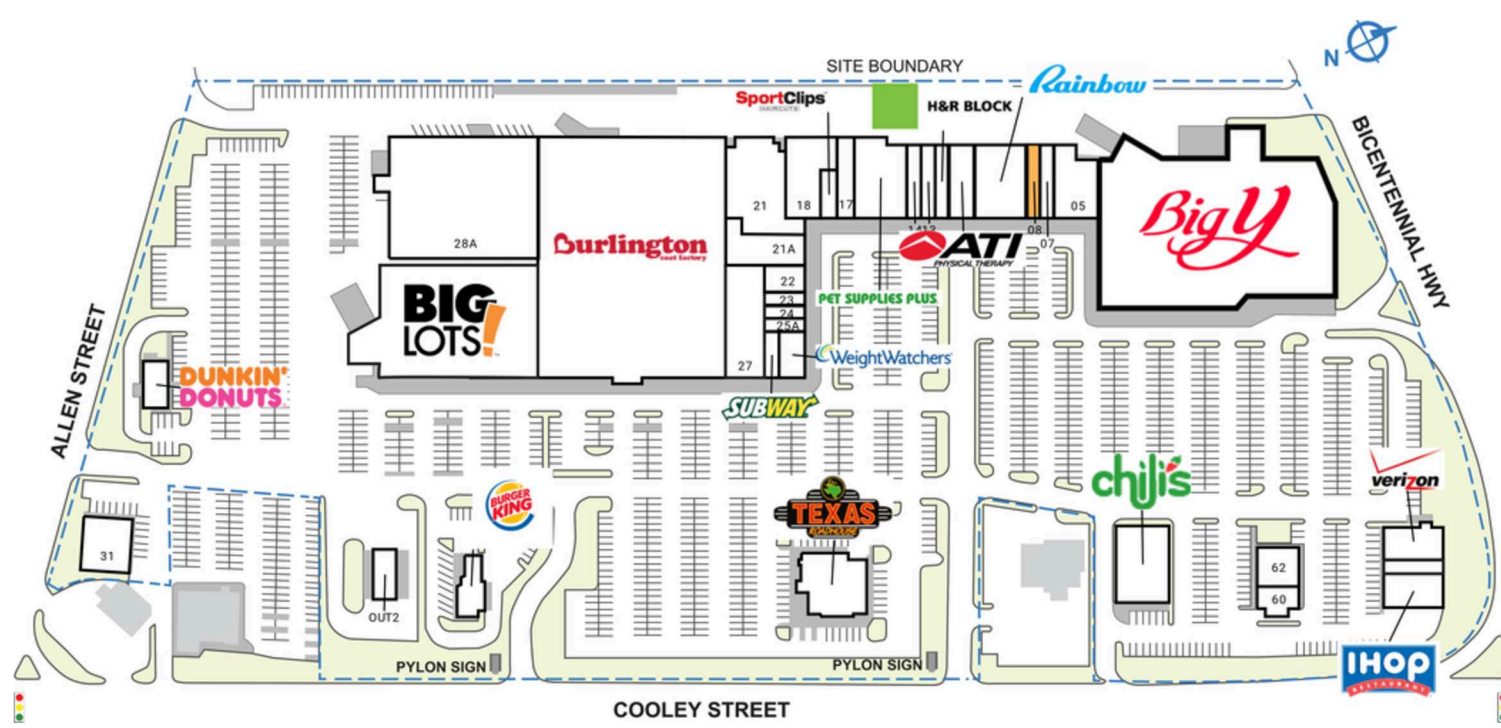 SITE BOUNDARY
N
Rainbow
SportClips
HAIRCUTS
H&R BLOCK
BICENTENNIAL HWY
28A
Burlington
coat factory
21
18
17
05
Big Y
21A
14
13
08
07
ATI
PHYSICAL THERAPY
22
23
24
25A
BIG
LOTS!
PET SUPPLIES PLUS
WeightWatchers
27
SUBWAY
ALLEN STREET
DUNKIN'
DONUTS
BURGER
KING
TEXAS
ROADHOUSE
chili's
verizon
31
OUT2
62
60
PYLON SIGN
PYLON SIGN
IHOP
RESTAURANT
COOLEY STREET